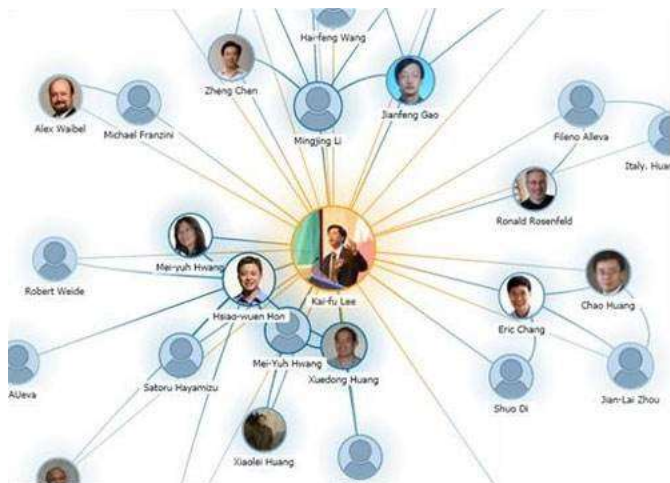 Hai-feng Wang
Zheng Chen
Jianfeng Gao
Alex Waibel
Michael Franzini
Mingjing Li
Fileno Alleva
Italy. Huan
Ronald Rosenfeld
Mei-yuh Hwang
Robert Weide
Kai-fu Lee
Chao Huang
Hsiao-wuen Hon
Eric Chang
Mei-Yuh Hwang
Xuedong Huang
AUeva
Satoru Hayamizu
Shuo Di
Jian-Lai Zhou
Xiaolei Huang